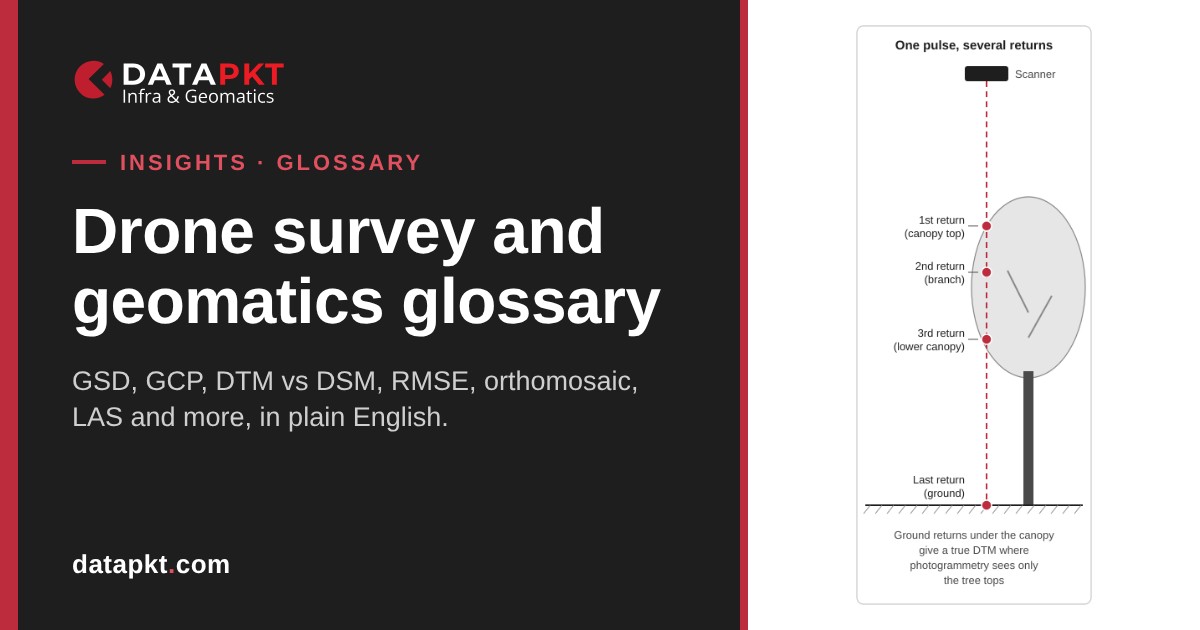 DATAPKT
Infra & Geomatics
INSIGHTS · GLOSSARY
Drone survey and
geomatics glossary
GSD, GCP, DTM vs DSM, RMSE, orthomosaic,
LAS and more, in plain English.
datapkt.com
One pulse, several returns
Scanner
1st return
(canopy top)
2nd return
(branch)
3rd return
(lower canopy)
Last return
(ground)
Ground returns under the canopy
give a true DTM where
photogrammetry sees only
the tree tops